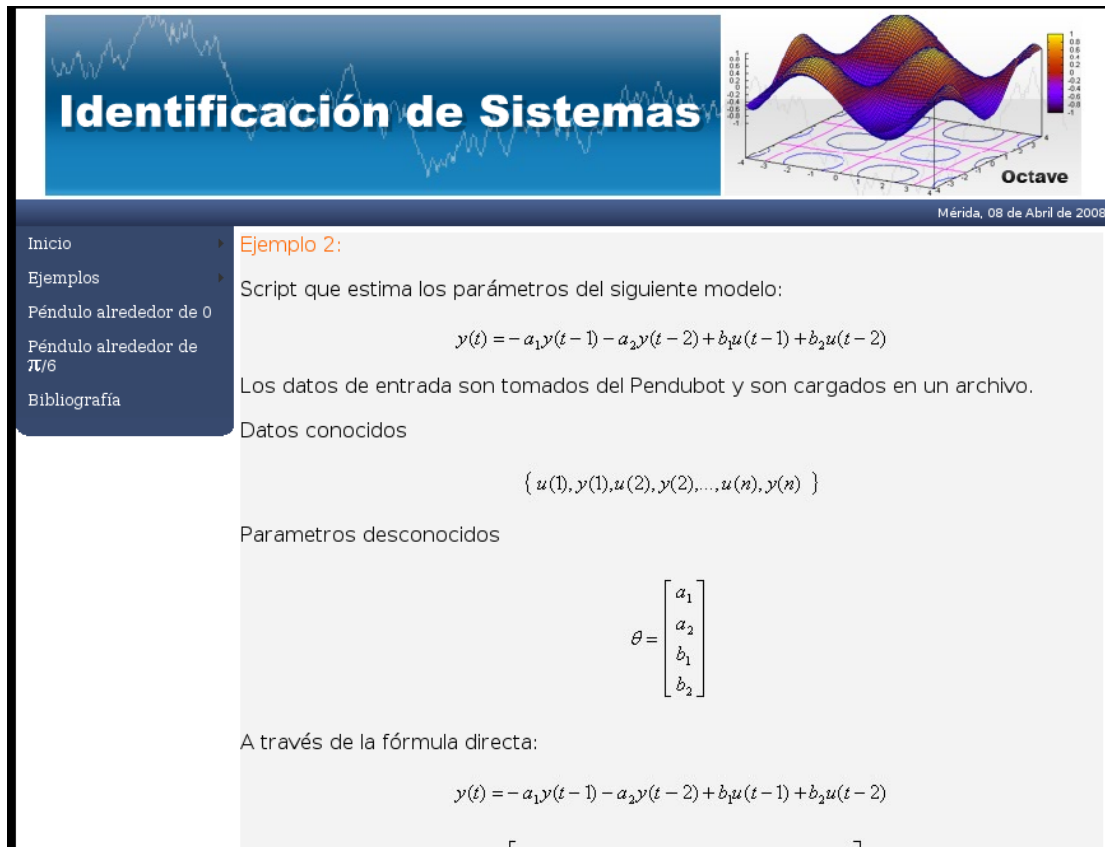 Identificación de Sistemas
Octave
Mérida, 08 de Abril de 2008
Inicio
Ejemplos
Péndulo alrededor de 0
Péndulo alrededor de
π/6
Bibliografía
Ejemplo 2:
Script que estima los parámetros del siguiente modelo:
y(t) = −a₁y(t−1) − a₂y(t−2) + b₁u(t−1) + b₂u(t−2)
Los datos de entrada son tomados del Pendubot y son cargados en un archivo.
Datos conocidos
{ u(1), y(1),u(2), y(2),...,u(n), y(n) }
Parametros desconocidos
θ = [ a₁
a₂
b₁
b₂ ]
A través de la fórmula directa:
y(t) = −a₁y(t−1) − a₂y(t−2) + b₁u(t−1) + b₂u(t−2)